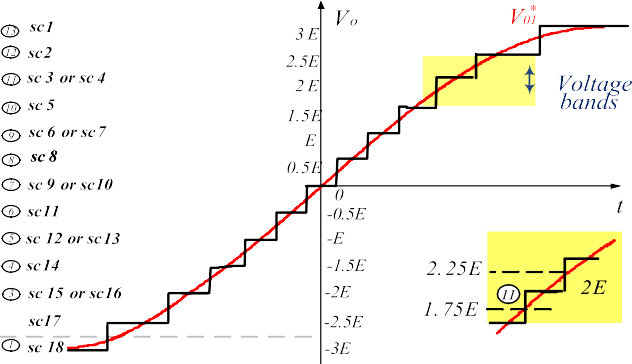 ⑬ sc1
⑫ sc2
⑪ sc 3 or sc 4
⑩ sc 5
⑨ sc 6 or sc7
⑧ sc 8
⑦ sc 9 or sc10
⑥ sc11
⑤ sc 12 or sc13
④ sc14
③ sc 15 or sc16
sc17
① sc 18
Vo
V01*
3 E
2.5E
2 E
1.5E
E
0.5E
0
t
-0.5E
-E
-1.5E
-2E
-2.5E
-3E
Voltage
bands
2.25E
⑪
2E
1.75E